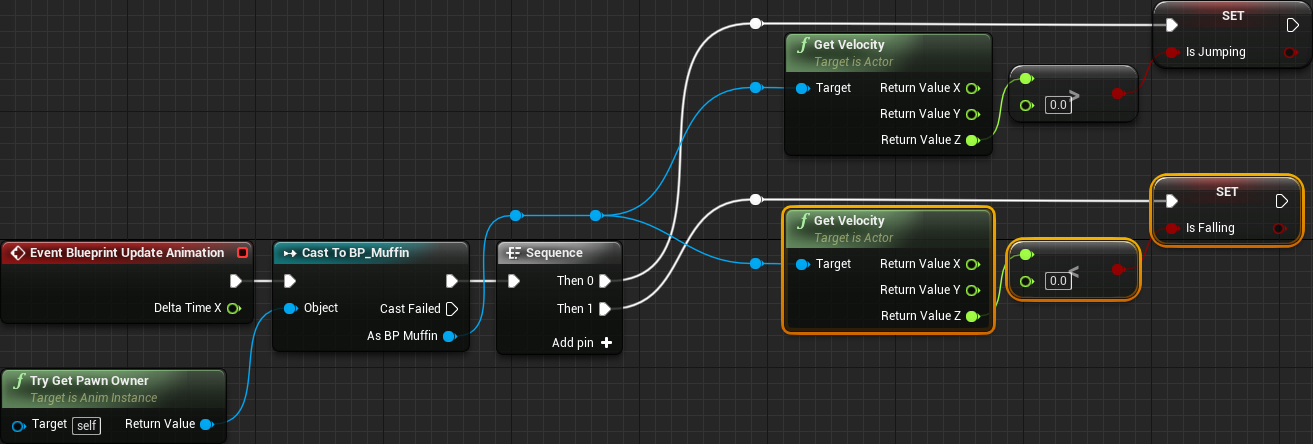 SET
Is Jumping
Get Velocity
Target is Actor
Target
Return Value X
Return Value Y
Return Value Z
0.0
>
SET
Is Falling
Get Velocity
Target is Actor
Target
Return Value X
Return Value Y
Return Value Z
0.0
<
Event Blueprint Update Animation
Delta Time X
Cast To BP_Muffin
Object
Cast Failed
As BP Muffin
Sequence
Then 0
Then 1
Add pin +
f Try Get Pawn Owner
Target is Anim Instance
Target self
Return Value